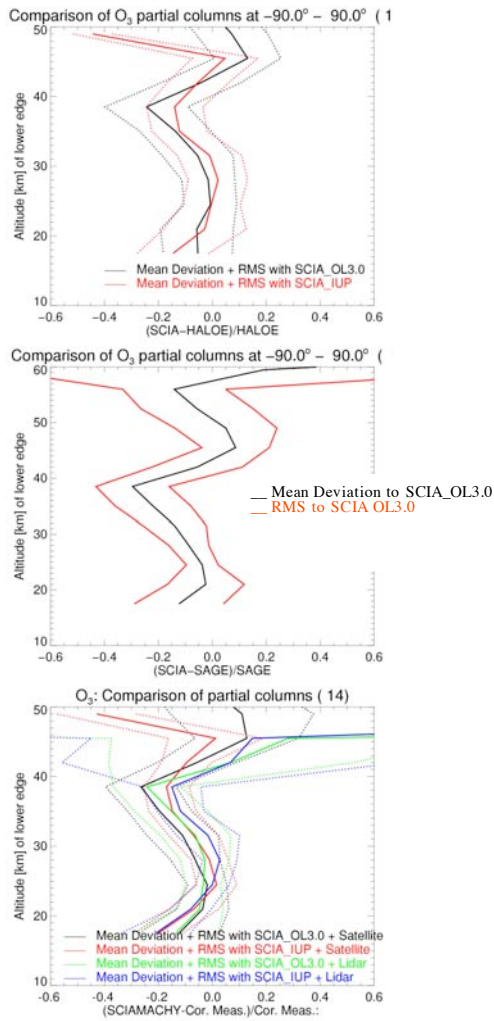 Comparison of O3 partial columns at -90.0° - 90.0° ( 1
50
40
30
20
10
Altitude [km] of lower edge
Mean Deviation + RMS with SCIA_OL3.0
Mean Deviation + RMS with SCIA_IUP
-0.6 -0.4 -0.2 0.0 0.2 0.4 0.6
(SCIA-HALOE)/HALOE
Comparison of O3 partial columns at -90.0° - 90.0° (
60
50
40
30
20
10
Altitude [km] of lower edge
__ Mean Deviation to SCIA_OL3.0
__ RMS to SCIA OL3.0
-0.6 -0.4 -0.2 0.0 0.2 0.4 0.6
(SCIA-SAGE)/SAGE
O3: Comparison of partial columns ( 14)
50
40
30
20
10
Altitude [km] of lower edge
Mean Deviation + RMS with SCIA_OL3.0 + Satellite
Mean Deviation + RMS with SCIA_IUP + Satellite
Mean Deviation + RMS with SCIA_OL3.0 + Lidar
Mean Deviation + RMS with SCIA_IUP + Lidar
-0.6 -0.4 -0.2 0.0 0.2 0.4 0.6
(SCIAMACHY-Cor. Meas.)/Cor. Meas.: